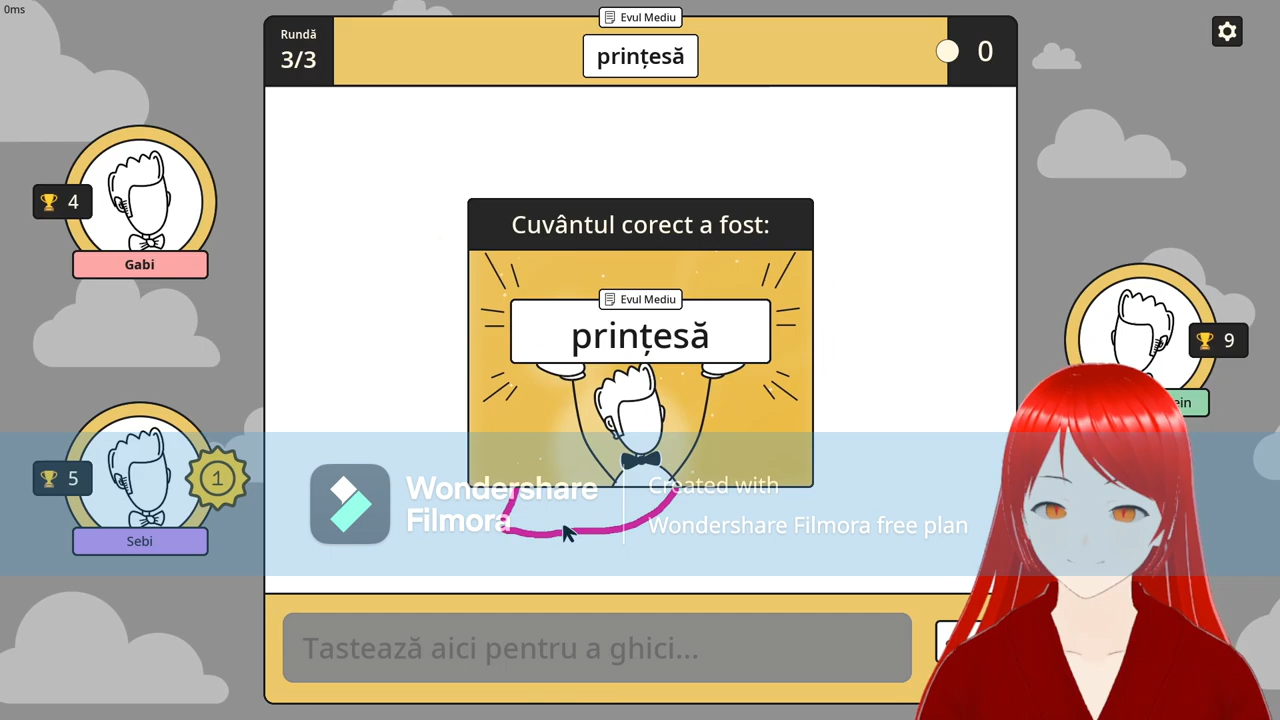 0ms
Rundă
3/3
Evul Mediu
prințesă
0
4
Gabi
9
Cuvântul corect a fost:
Evul Mediu
prințesă
5
1
Sebi
Wondershare
Filmora
Created with
Wondershare Filmora free plan
Tastează aici pentru a ghici...